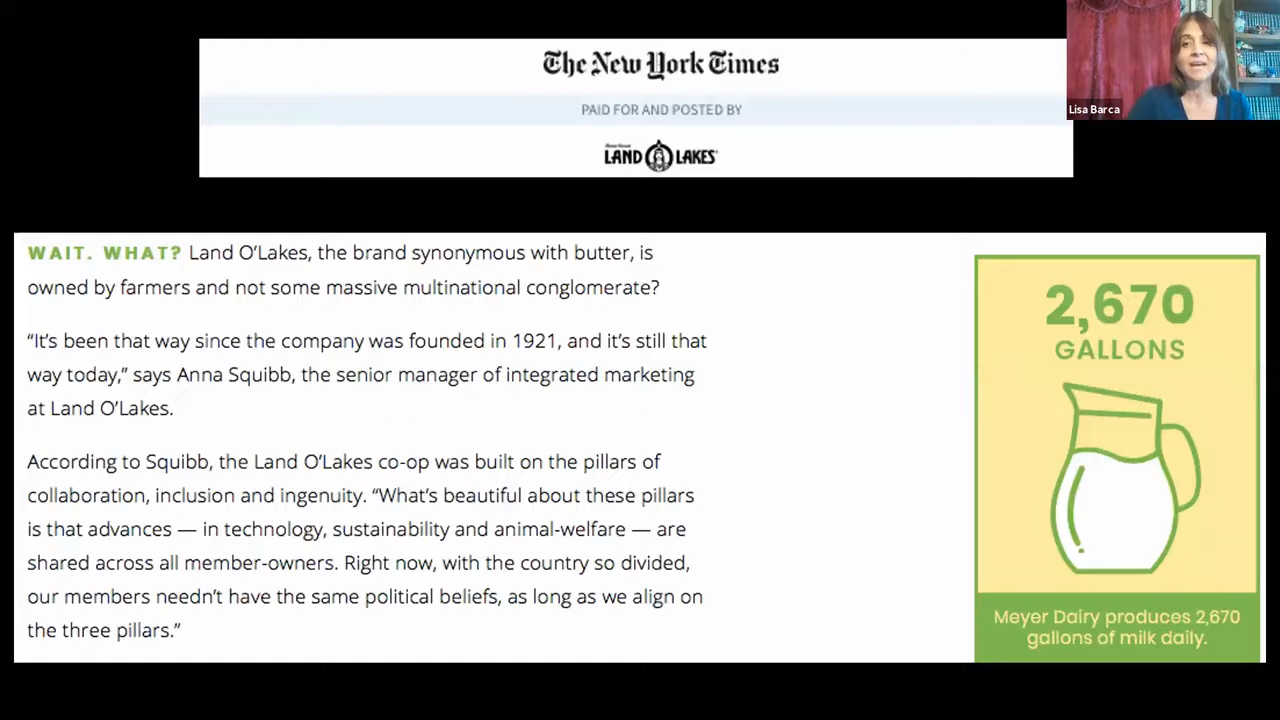 The New York Times
PAID FOR AND POSTED BY
LAND O LAKES
Lisa Barca
WAIT. WHAT? Land O'Lakes, the brand synonymous with butter, is
owned by farmers and not some massive multinational conglomerate?
“It's been that way since the company was founded in 1921, and it's still that
way today,” says Anna Squibb, the senior manager of integrated marketing
at Land O'Lakes.
According to Squibb, the Land O'Lakes co-op was built on the pillars of
collaboration, inclusion and ingenuity. “What's beautiful about these pillars
is that advances — in technology, sustainability and animal-welfare — are
shared across all member-owners. Right now, with the country so divided,
our members needn't have the same political beliefs, as long as we align on
the three pillars.”
2,670
GALLONS
Meyer Dairy produces 2,670
gallons of milk daily.